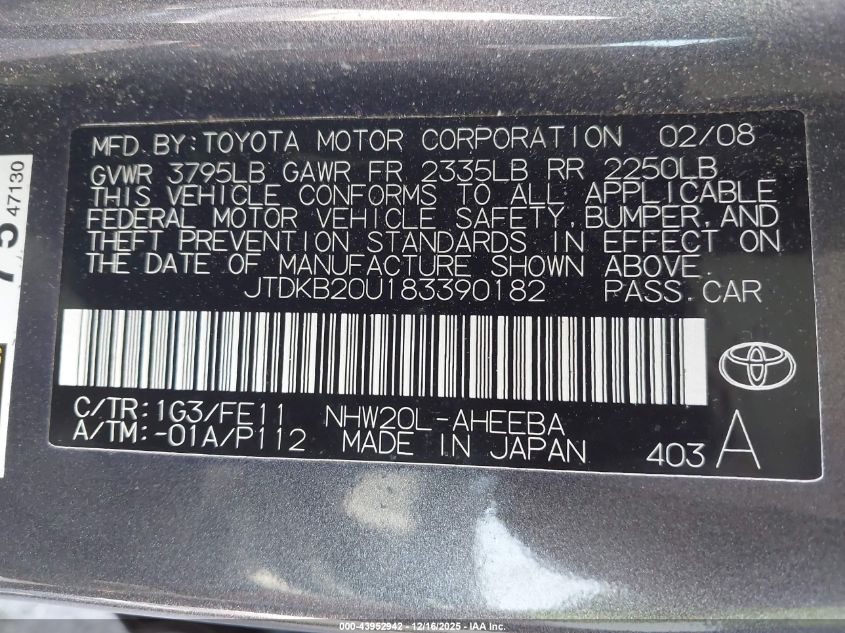 MFD. BY: TOYOTA MOTOR CORPORATION 02/08
GVWR 3795LB GAWR FR 2335LB RR 2250LB
THIS VEHICLE CONFORMS TO ALL APPLICABLE
FEDERAL MOTOR VEHICLE SAFETY, BUMPER, AND
THEFT PREVENTION STANDARDS IN EFFECT ON
THE DATE OF MANUFACTURE SHOWN ABOVE.
JTDKB20U183390182 PASS. CAR
C/TR: 1G3/FE11 NHW20L-AHEEBA
A/TM: -01A/P112 MADE IN JAPAN 403 A
47130
000-43952942 - 12/16/2025 - IAA Inc.